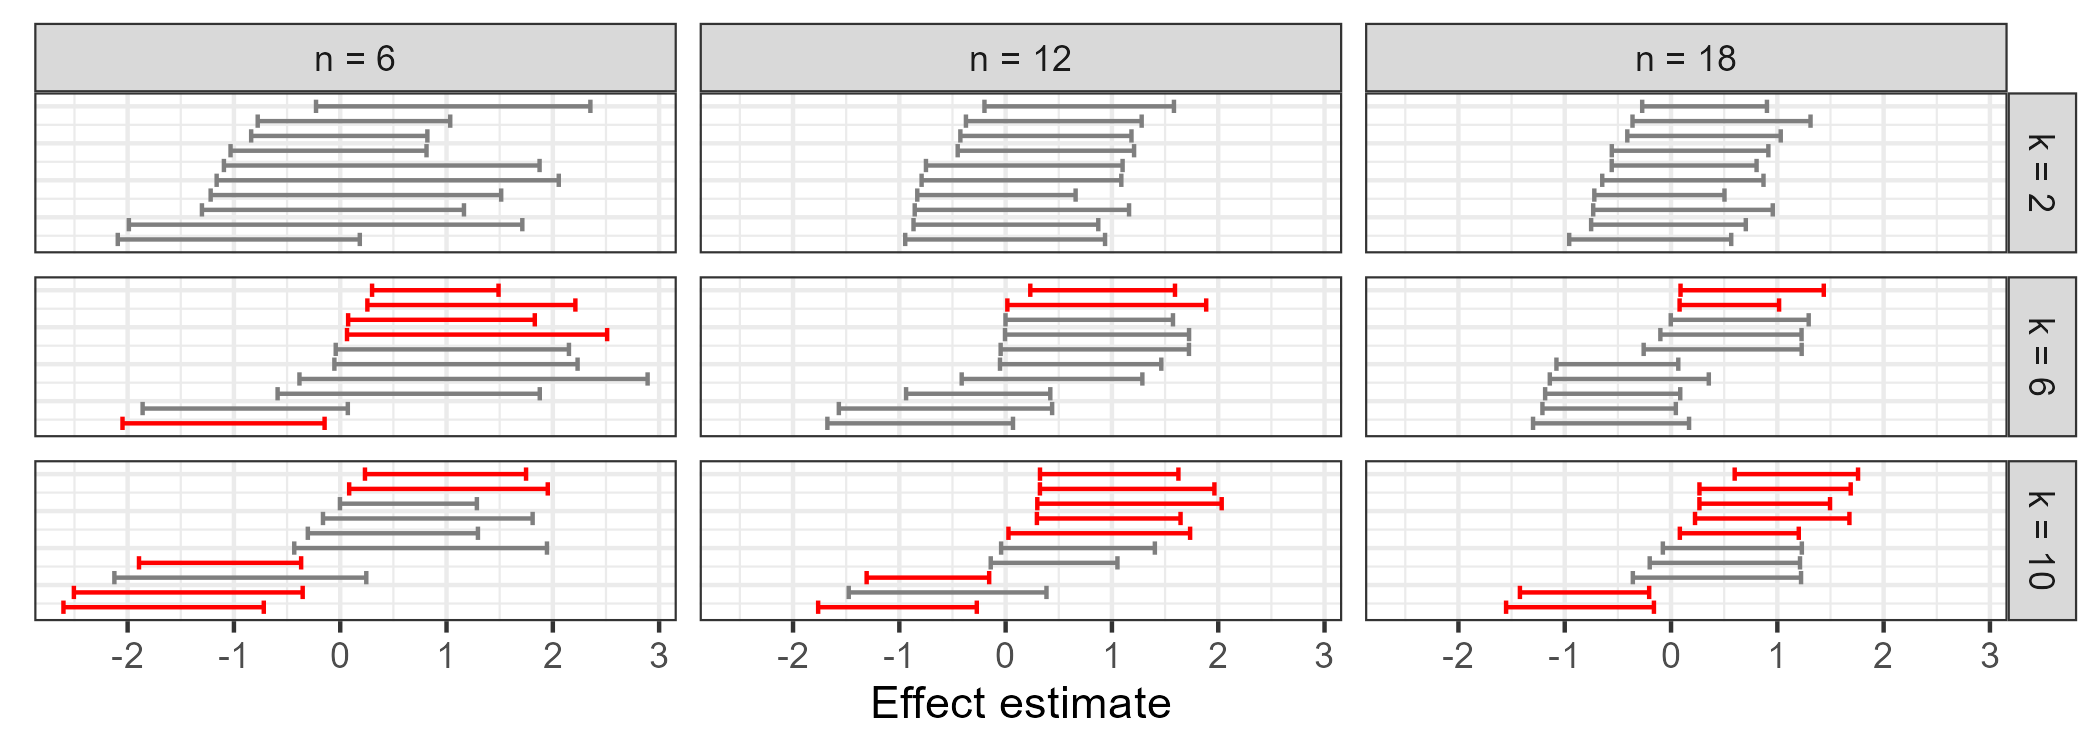 n = 6
n = 12
n = 18
k = 2
k = 6
k = 10
-2 -1 0 1 2 3
-2 -1 0 1 2 3
-2 -1 0 1 2 3
Effect estimate